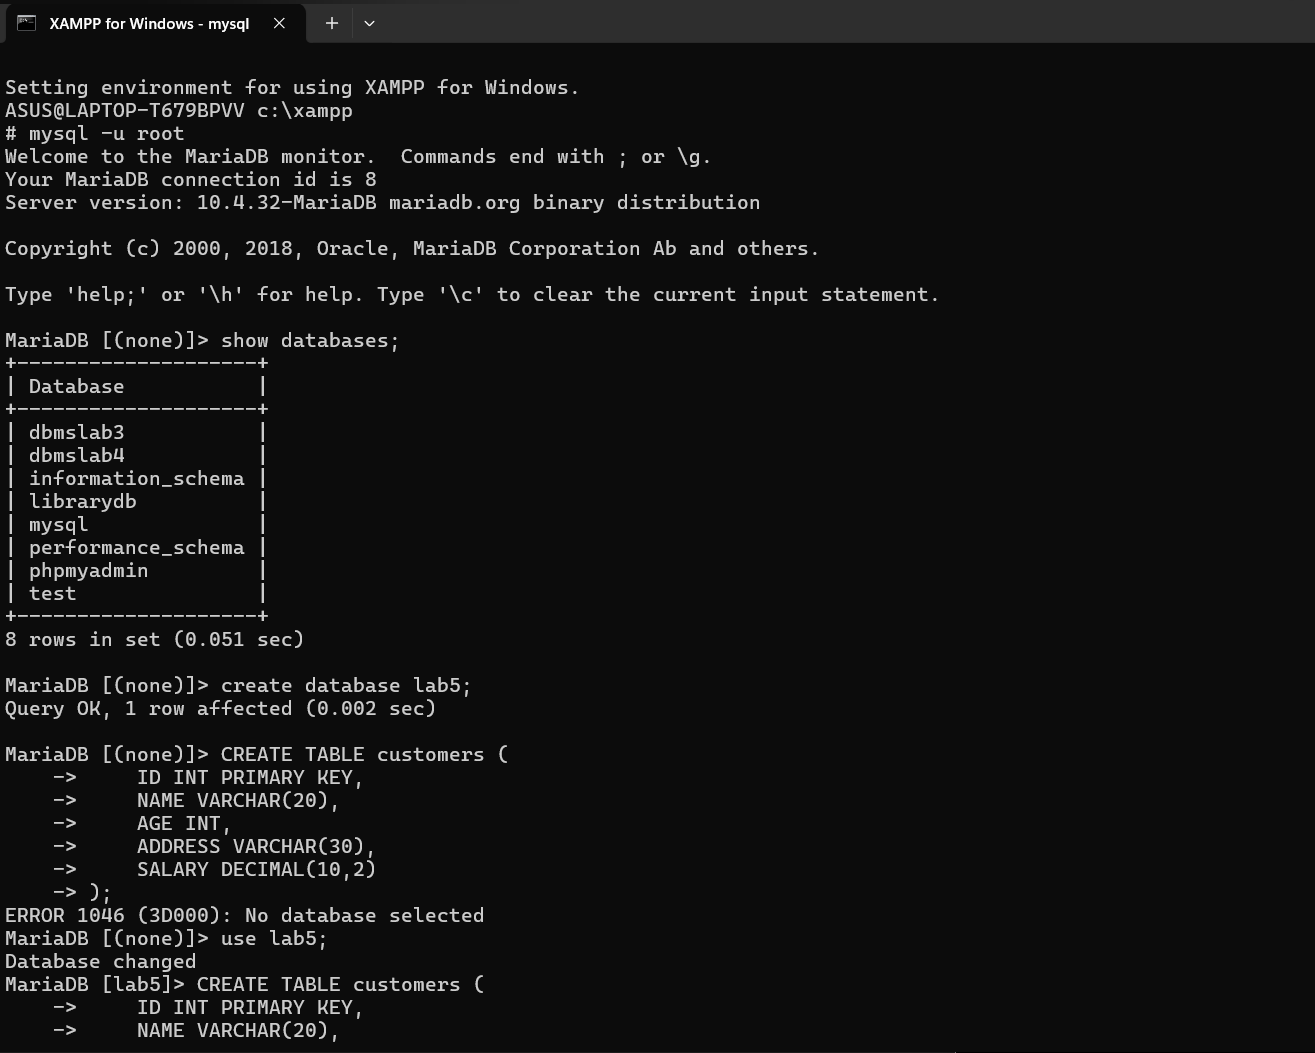 XAMPP for Windows - mysql
Setting environment for using XAMPP for Windows.
ASUS@LAPTOP-T679BPVV c:\xampp
# mysql -u root
Welcome to the MariaDB monitor.  Commands end with ; or \g.
Your MariaDB connection id is 8
Server version: 10.4.32-MariaDB mariadb.org binary distribution
Copyright (c) 2000, 2018, Oracle, MariaDB Corporation Ab and others.
Type 'help;' or '\h' for help. Type '\c' to clear the current input statement.
MariaDB [(none)]> show databases;
+--------------------+
| Database           |
+--------------------+
| dbmslab3           |
| dbmslab4           |
| information_schema |
| librarydb          |
| mysql              |
| performance_schema |
| phpmyadmin         |
| test               |
+--------------------+
8 rows in set (0.051 sec)
MariaDB [(none)]> create database lab5;
Query OK, 1 row affected (0.002 sec)
MariaDB [(none)]> CREATE TABLE customers (
    ->     ID INT PRIMARY KEY,
    ->     NAME VARCHAR(20),
    ->     AGE INT,
    ->     ADDRESS VARCHAR(30),
    ->     SALARY DECIMAL(10,2)
    -> );
ERROR 1046 (3D000): No database selected
MariaDB [(none)]> use lab5;
Database changed
MariaDB [lab5]> CREATE TABLE customers (
    ->     ID INT PRIMARY KEY,
    ->     NAME VARCHAR(20),